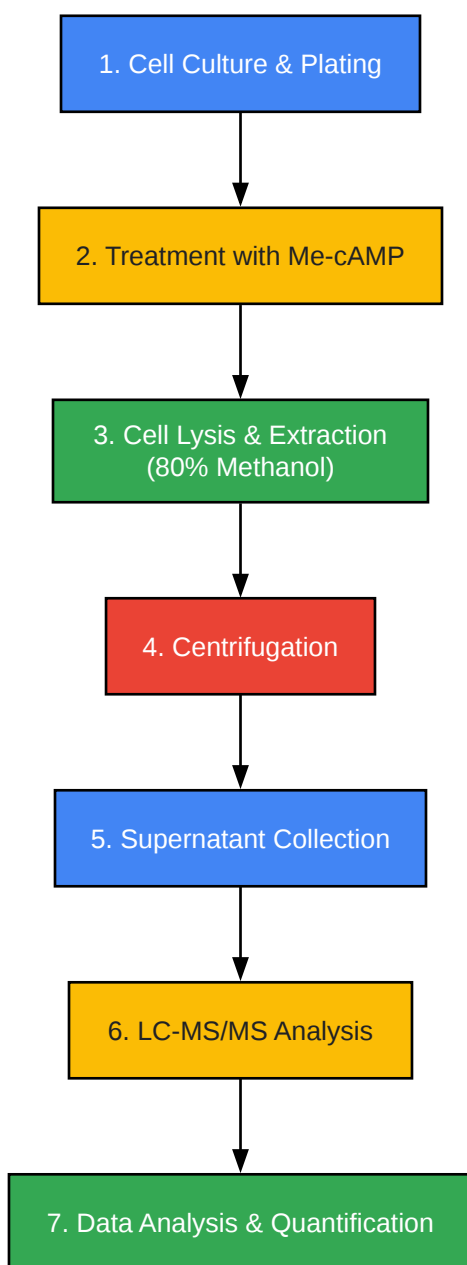 1. Cell Culture & Plating
2. Treatment with Me-cAMP
3. Cell Lysis & Extraction
(80% Methanol)
4. Centrifugation
5. Supernatant Collection
6. LC-MS/MS Analysis
7. Data Analysis & Quantification